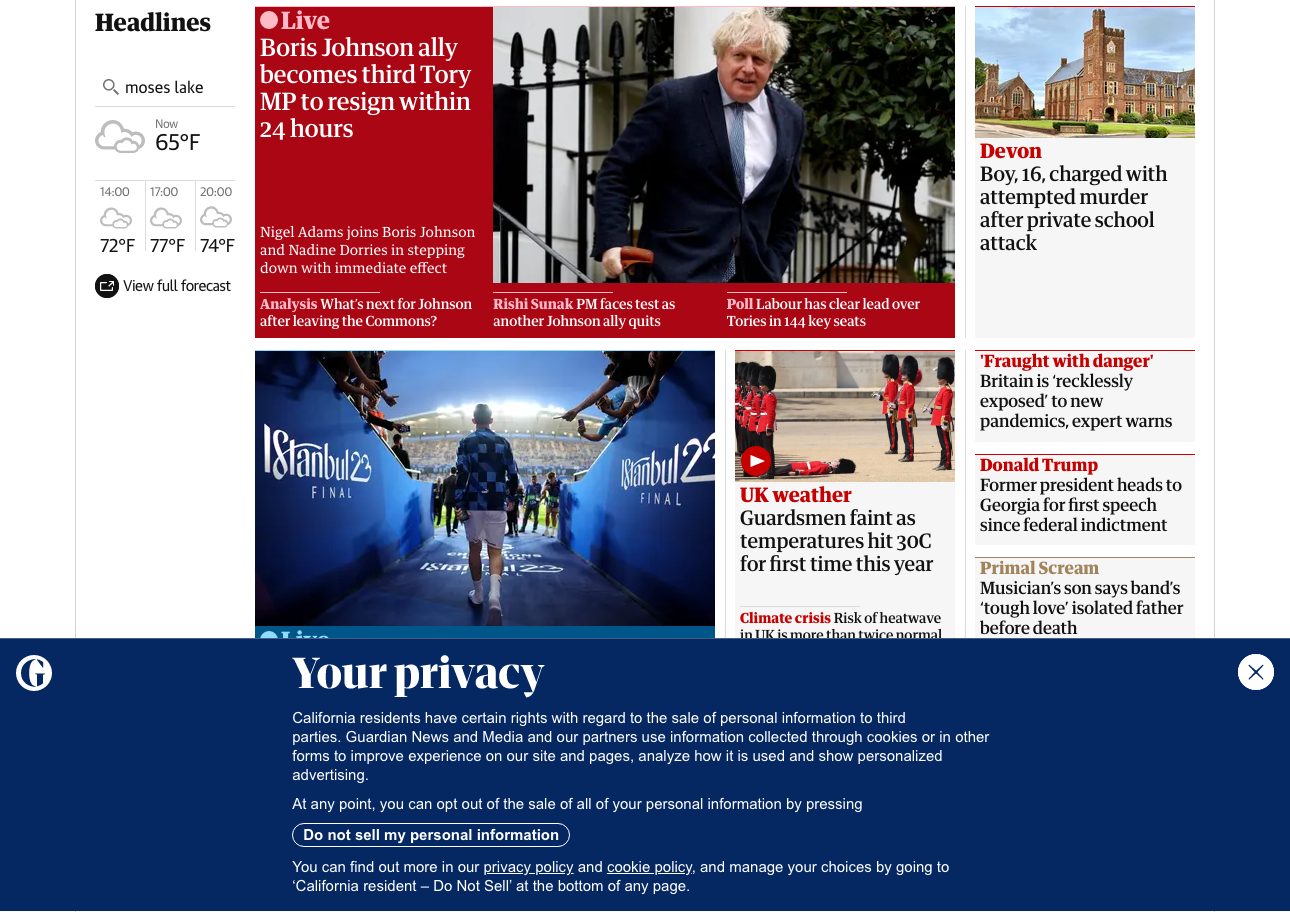 Headlines
moses lake
Now
65°F
14:00
72°F
17:00
77°F
20:00
74°F
View full forecast
Live
Boris Johnson ally
becomes third Tory
MP to resign within
24 hours
Nigel Adams joins Boris Johnson
and Nadine Dorries in stepping
down with immediate effect
Analysis What’s next for Johnson
after leaving the Commons?
Rishi Sunak PM faces test as
another Johnson ally quits
Poll Labour has clear lead over
Tories in 144 key seats
Devon
Boy, 16, charged with
attempted murder
after private school
attack
Istanbul23
FINAL
Istanbul23
FINAL
Istanbul23
FINAL
Live
UK weather
Guardsmen faint as
temperatures hit 30C
for first time this year
Climate crisis Risk of heatwave
in UK is more than twice normal
'Fraught with danger'
Britain is ‘recklessly
exposed’ to new
pandemics, expert warns
Donald Trump
Former president heads to
Georgia for first speech
since federal indictment
Primal Scream
Musician’s son says band’s
‘tough love’ isolated father
before death
G
Your privacy
California residents have certain rights with regard to the sale of personal information to third
parties. Guardian News and Media and our partners use information collected through cookies or in other
forms to improve experience on our site and pages, analyze how it is used and show personalized
advertising.
At any point, you can opt out of the sale of all of your personal information by pressing
Do not sell my personal information
You can find out more in our privacy policy and cookie policy, and manage your choices by going to
‘California resident – Do Not Sell’ at the bottom of any page.